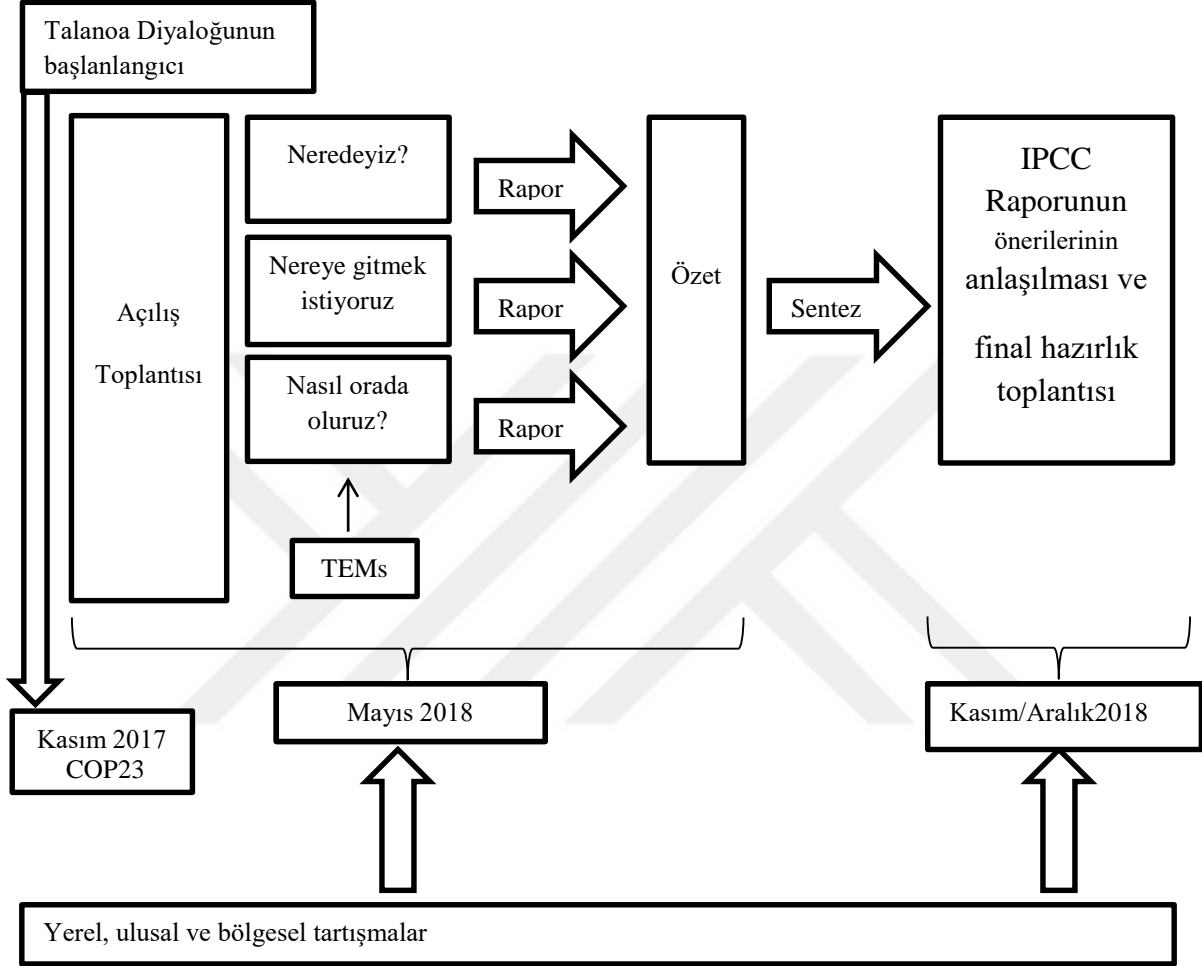 Talanoa Diyaloğunun
başlanlangıcı
Açılış
Toplantısı
Neredeyiz?
Nereye gitmek
istiyoruz
Nasıl orada
oluruz?
TEMs
Rapor
Rapor
Rapor
Özet
Sentez
IPCC
Raporunun
önerilerinin
anlaşılması ve
final hazırlık
toplantısı
Kasım 2017
COP23
Mayıs 2018
Kasım/Aralık2018
Yerel, ulusal ve bölgesel tartışmalar